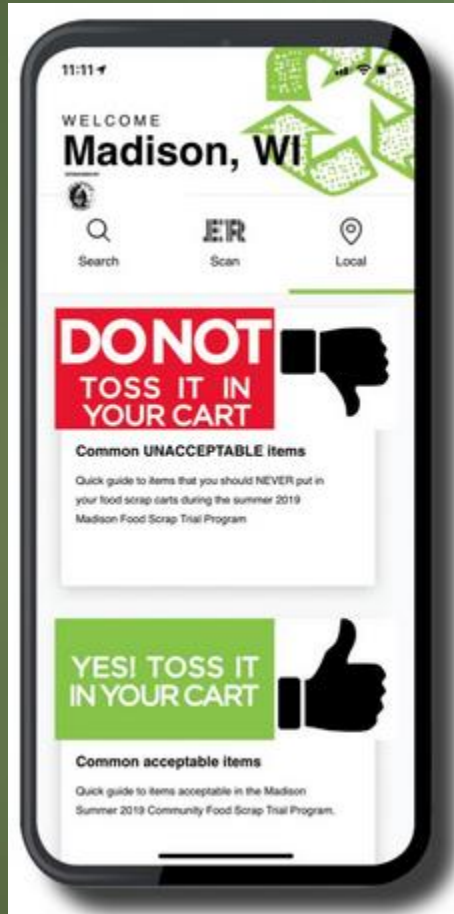 11:11
WELCOME
Madison, WI
Search
Scan
Local
DO NOT
TOSS IT IN
YOUR CART
Common UNACCEPTABLE items
Quick guide to items that you should NEVER put in
your food scrap carts during the summer 2019
Madison Food Scrap Trial Program
YES! TOSS IT
IN YOUR CART
Common acceptable items
Quick guide to items acceptable in the Madison
Summer 2019 Community Food Scrap Trial Program.